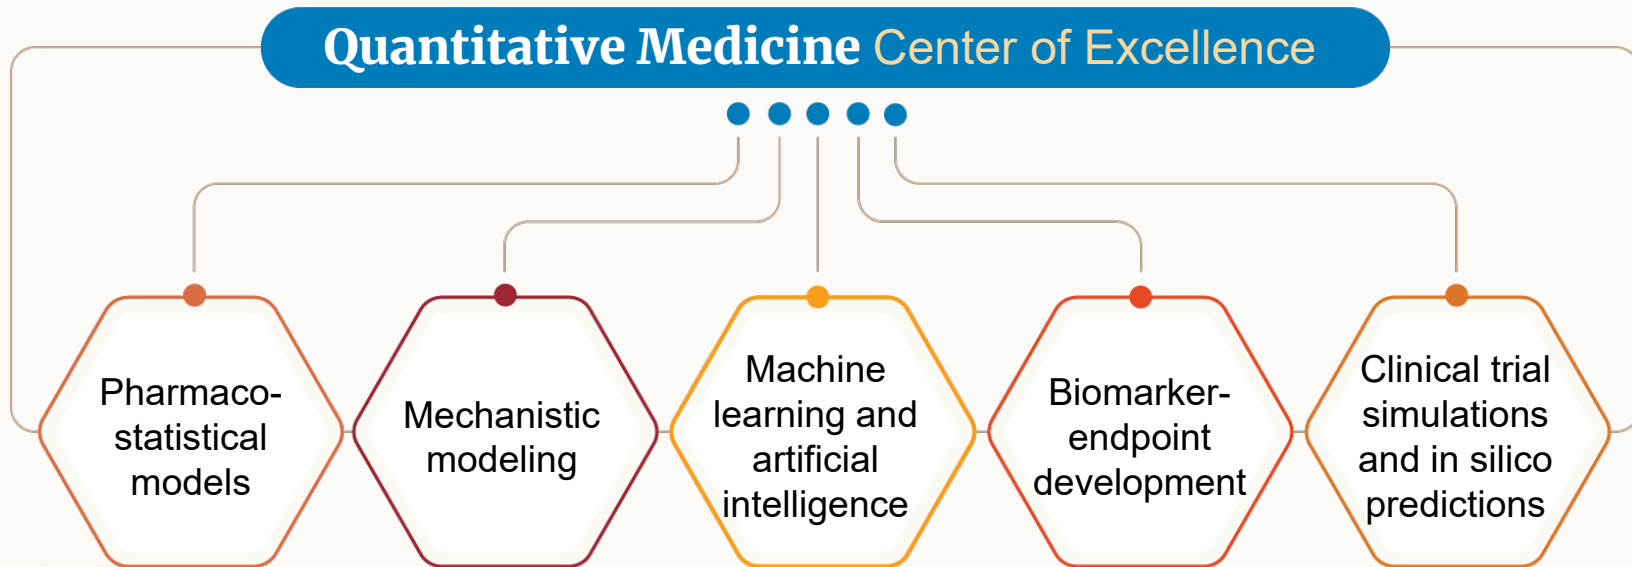 Quantitative Medicine Center of Excellence
Pharmaco-
statistical
models
Mechanistic
modeling
Machine
learning and
artificial
intelligence
Biomarker-
endpoint
development
Clinical trial
simulations
and in silico
predictions